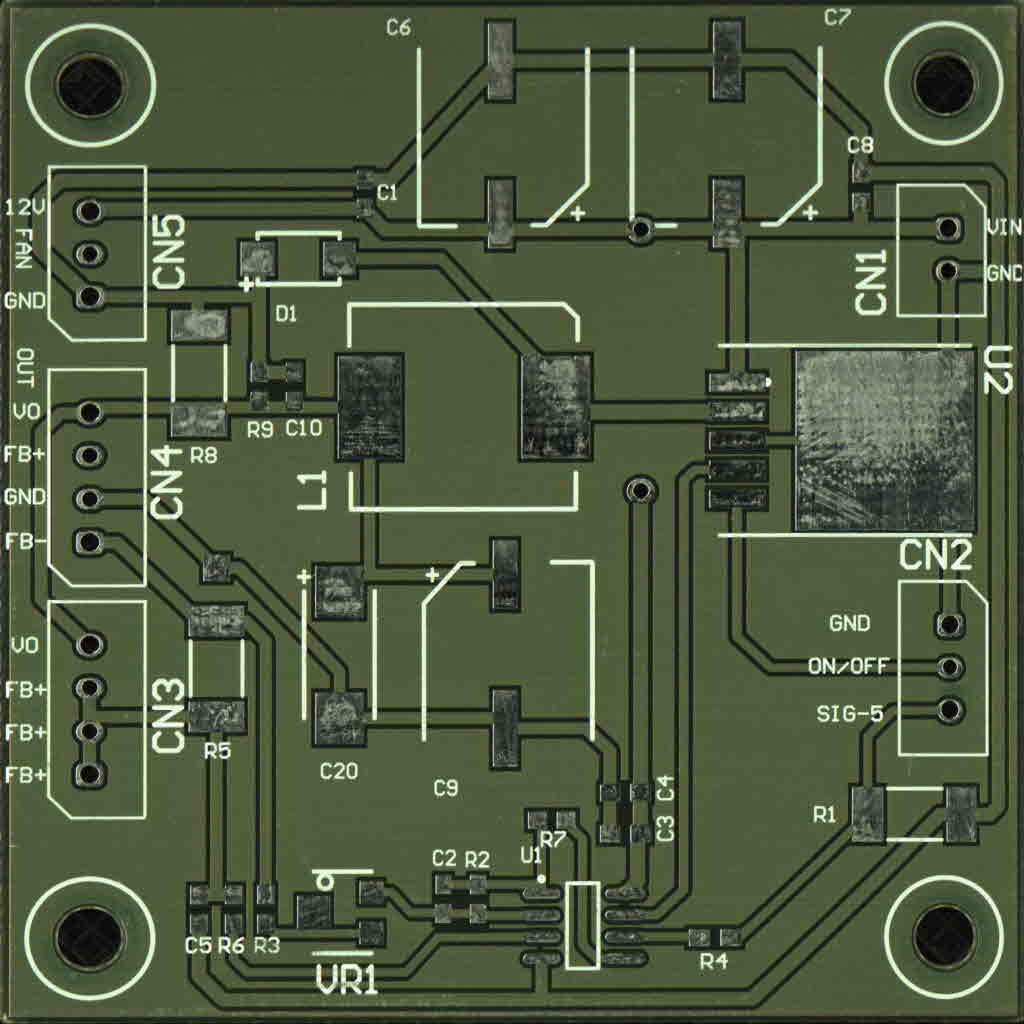 C6
C7
C8
12V
FAN
GND
CN5
C1
+
+
VIN
GND
CN1
+
D1
OUT
VO
FB+
GND
FB-
CN4
R8
R9
C10
L1
U2
CN2
GND
ON/OFF
SIG-5
+
+
VO
FB+
FB+
FB+
CN3
R5
C20
C9
C4
C3
R1
R7
U1
C2
R2
C5
R6
R3
VR1
R4